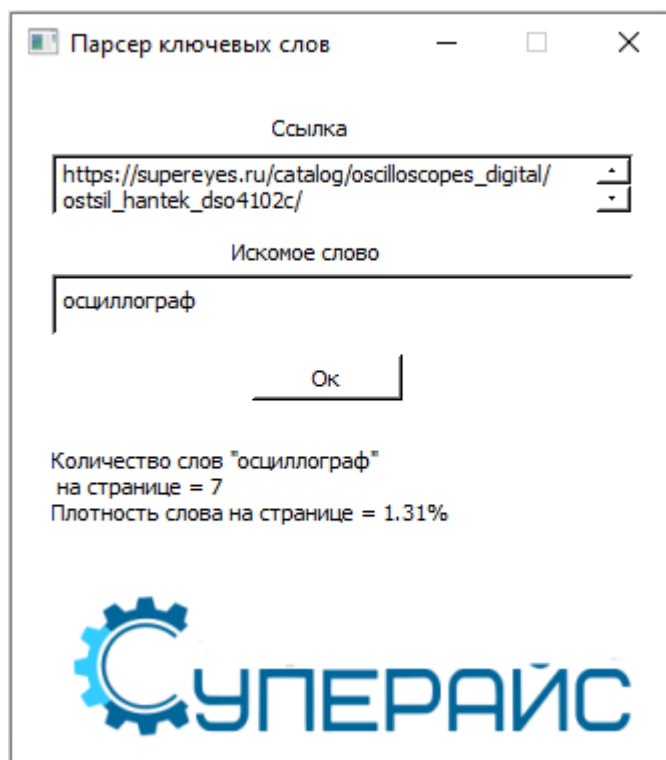 Парсер ключевых слов
Ссылка
https://supereyes.ru/catalog/oscilloscopes_digital/
ostsil_hantek_dso4102c/
Искомое слово
осциллограф
Ок
Количество слов "осциллограф"
на странице = 7
Плотность слова на странице = 1.31%
СУПЕРАЙС